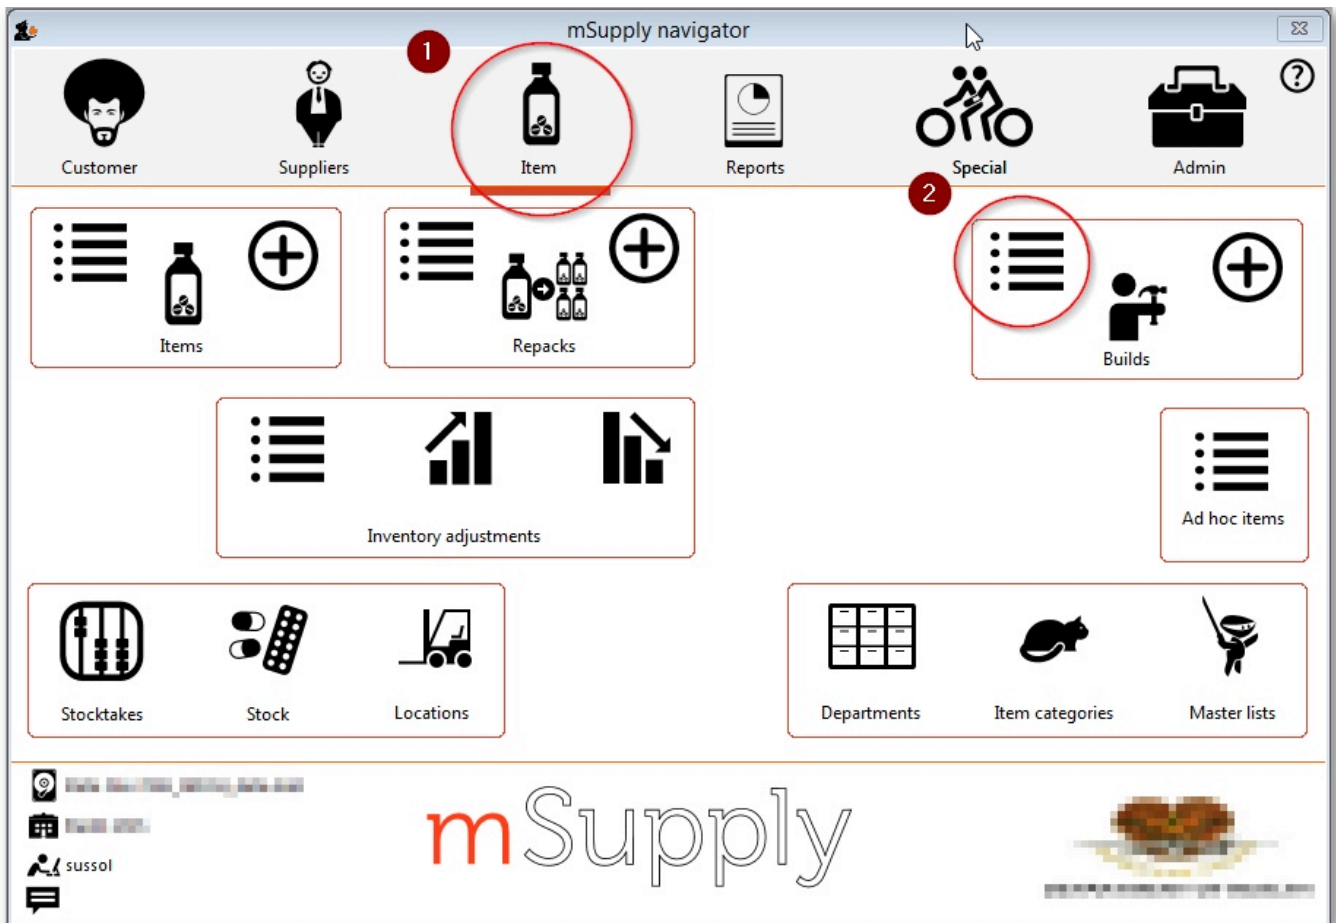 mSupply navigator
1
Customer
Suppliers
Item
Reports
Special
Admin
?
2
Items
Repacks
Builds
Inventory adjustments
Ad hoc items
Stocktakes
Stock
Locations
Departments
Item categories
Master lists
sussol
mSupply